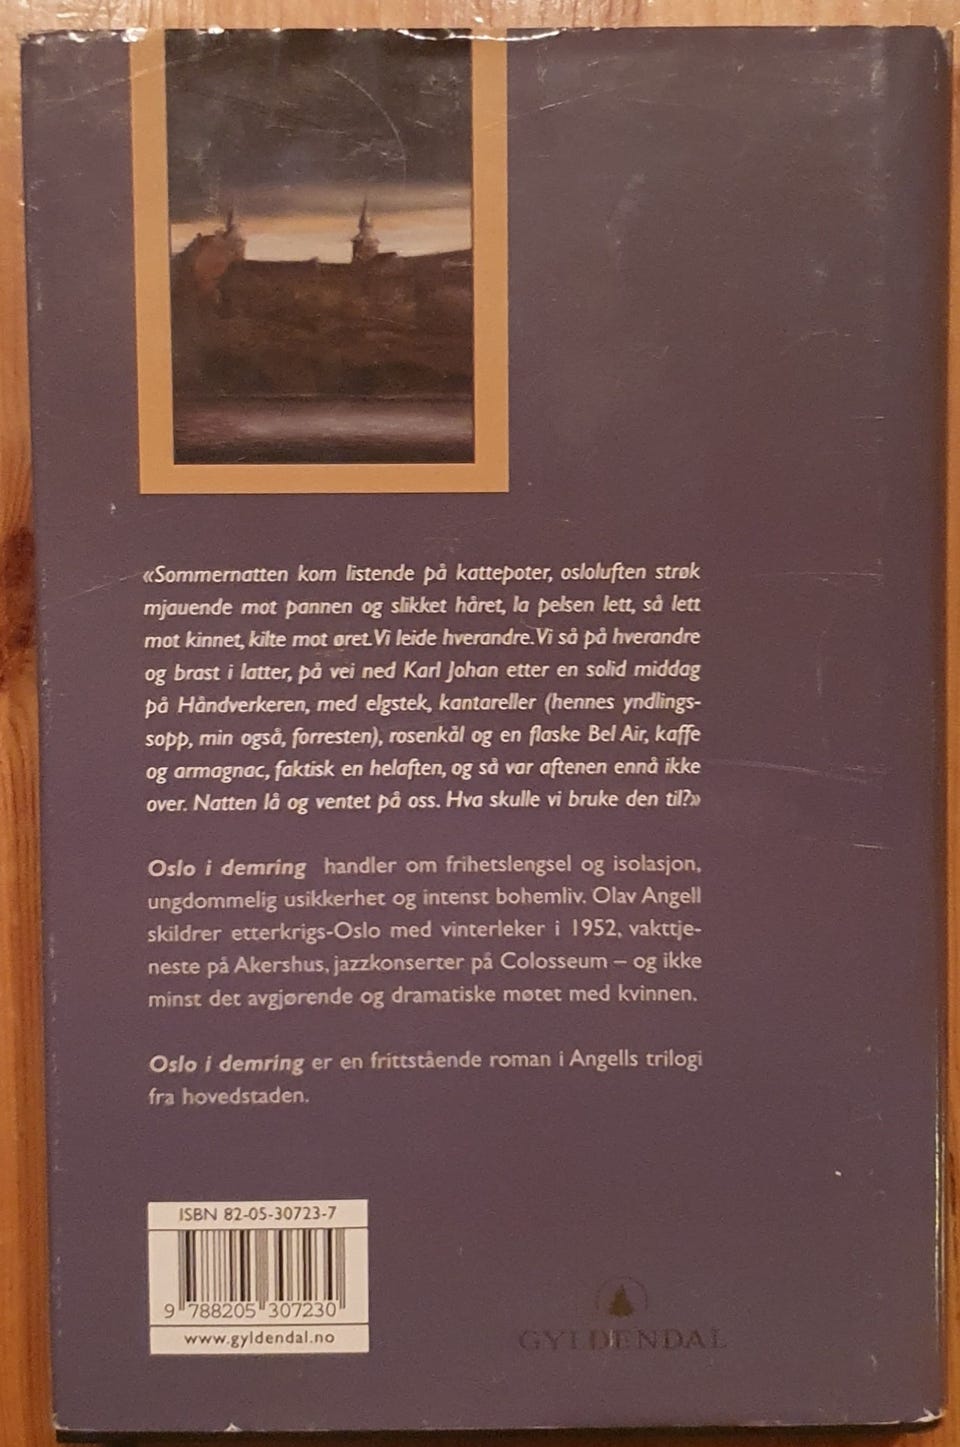 «Sommernatten kom listende på kattepoter, osloluften strøk
mjauende mot pannen og slikket håret, la pelsen lett, så lett
mot kinnet, kilte mot øret. Vi leide hverandre. Vi så på hverandre
og brast i latter, på vei ned Karl Johan etter en solid middag
på Håndverkeren, med elgstek, kantareller (hennes yndlings-
sopp, min også, forresten), rosenkål og en flaske Bel Air, kaffe
og armagnac, faktisk en helaften, og så var aftenen ennå ikke
over. Natten lå og ventet på oss. Hva skulle vi bruke den til?»
Oslo i demring handler om frihetslengsel og isolasjon,
ungdommelig usikkerhet og intenst bohemliv. Olav Angell
skildrer etterkrigs-Oslo med vinterleker i 1952, vakttje-
neste på Akershus, jazzkonserter på Colosseum – og ikke
minst det avgjørende og dramatiske møtet med kvinnen.
Oslo i demring er en frittstående roman i Angells trilogi
fra hovedstaden.
ISBN 82-05-30723-7
9 788205 307230
www.gyldendal.no
GYLDENDAL